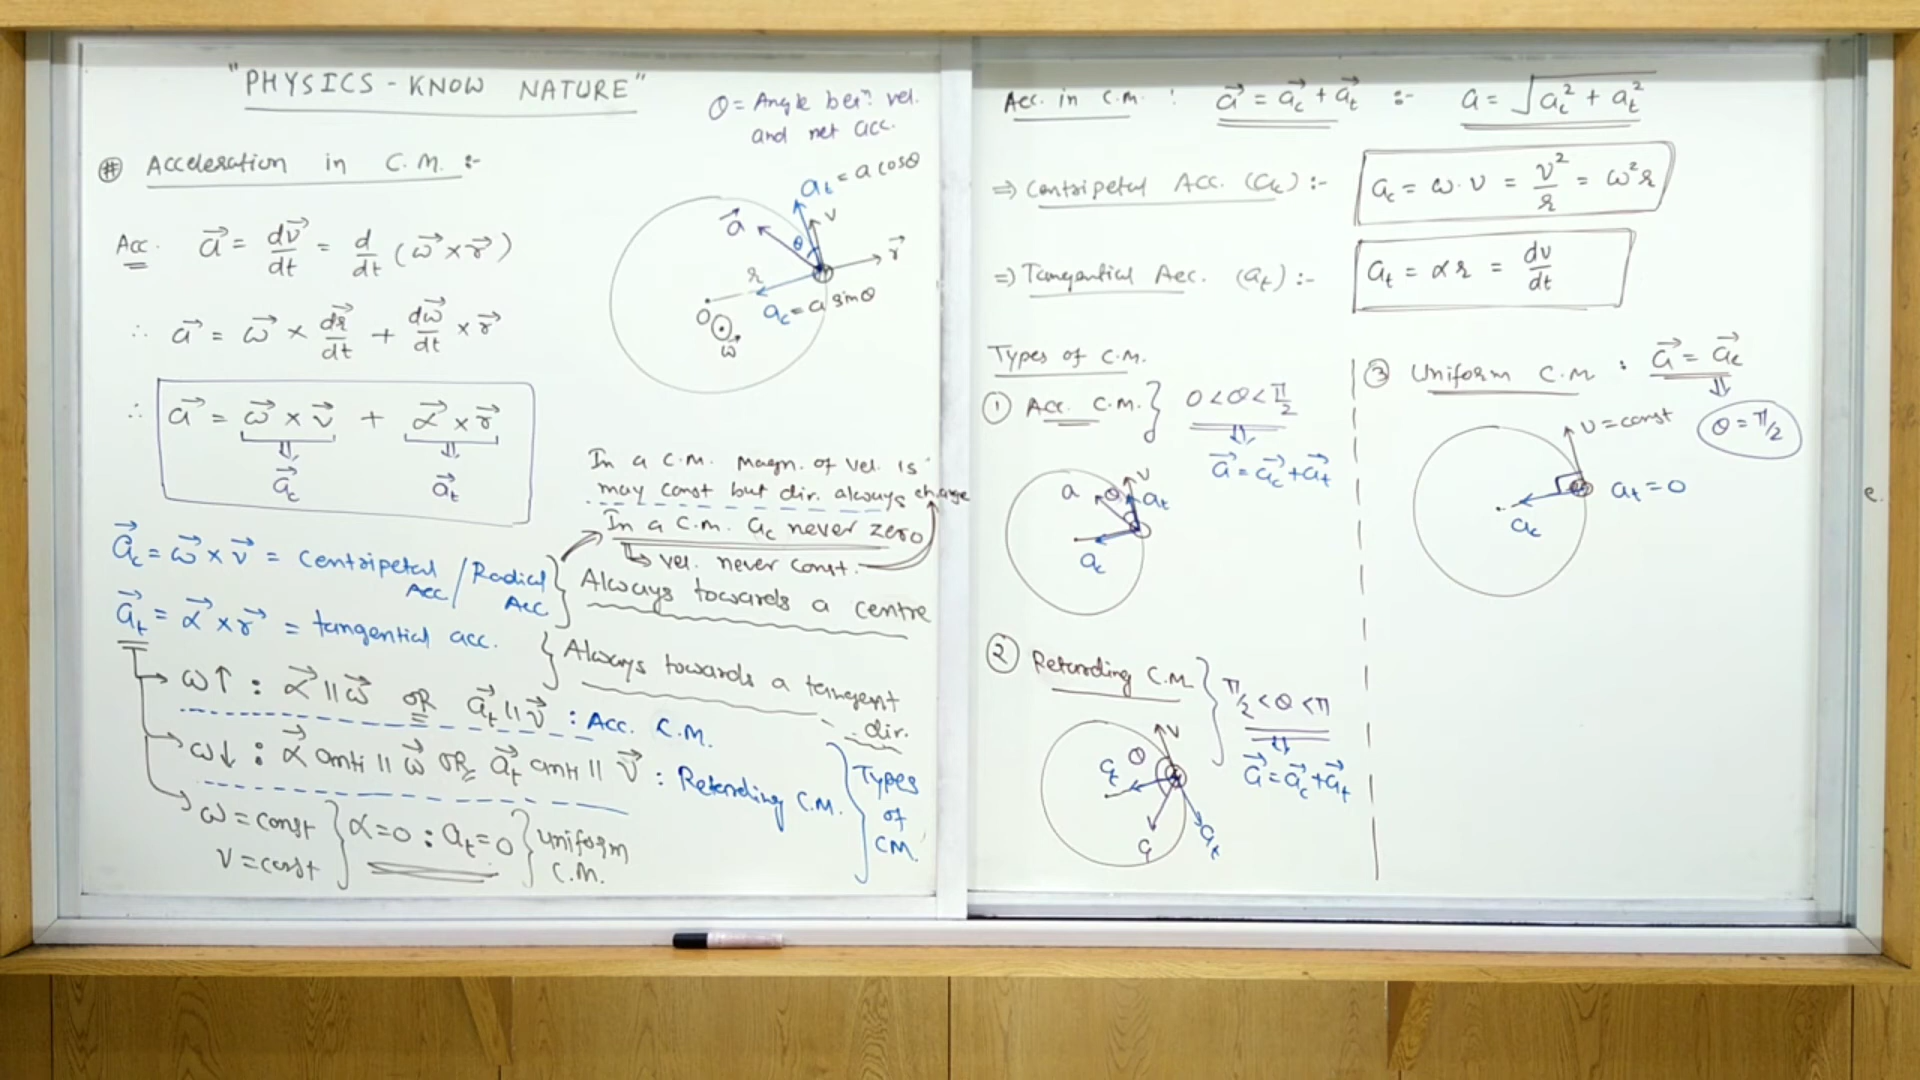 "PHYSICS - KNOW NATURE"
# Acceleration in C.M. :-
θ = Angle betⁿ. vel.
and net acc.
Acc. a⃗ = dv⃗/dt = d/dt (ω⃗ × r⃗)
∴ a⃗ = ω⃗ × dr⃗/dt + dω⃗/dt × r⃗
∴ a⃗ = ω⃗ × v⃗ + α⃗ × r⃗
⇓ ⇓
a⃗c a⃗t
at = a cosθ
a⃗ v
θ
r⃗
r
ac = a sinθ
O
ω⃗
In a C.M. Magn. of vel. is
may const but dir. always change
In a C.M. ac never zero
↳ vel. never const.
a⃗c = ω⃗ × v⃗ = Centripetal Acc / Radial Acc } Always towards a centre
a⃗t = α⃗ × r⃗ = tangential acc. } Always towards a tangent dir.
→ ω↑ : α⃗ || ω⃗ OR a⃗t || v⃗ : Acc. C.M.
→ ω↓ : α⃗ anti || ω⃗ OR a⃗t anti || v⃗ : Retarding C.M.
→ ω = const
v = const } α = 0 : at = 0 } uniform C.M.
Types
of
CM.
Acc. in C.M. : a⃗ = a⃗c + a⃗t :- a = √(ac² + at²)
⇒ Centripetal Acc. (ac) :- ac = ω·v = v²/r = ω²r
⇒ Tangential Acc. (at) :- at = αr = dv/dt
Types of C.M.
① Acc. C.M. } 0 < θ < π/2
⇓
a⃗ = a⃗c + a⃗t
v
a θ at
ac
② Retarding C.M } π/2 < θ < π
⇓
a⃗ = a⃗c + a⃗t
v
θ
at
③ Uniform C.M : a⃗ = a⃗c
⇓
θ = π/2
v = const
at = 0
ac
e.